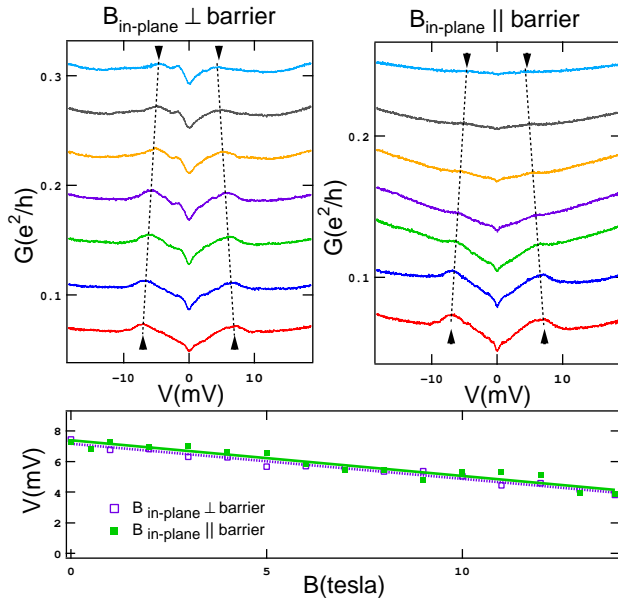 B in-plane ⊥ barrier
B in-plane || barrier
G(e²/h)
0.3
0.2
0.1
−10
0
10
V(mV)
G(e²/h)
0.2
0.1
−10
0
10
V(mV)
V(mV)
8
6
4
2
0
B in-plane ⊥ barrier
B in-plane || barrier
0
5
10
B(tesla)